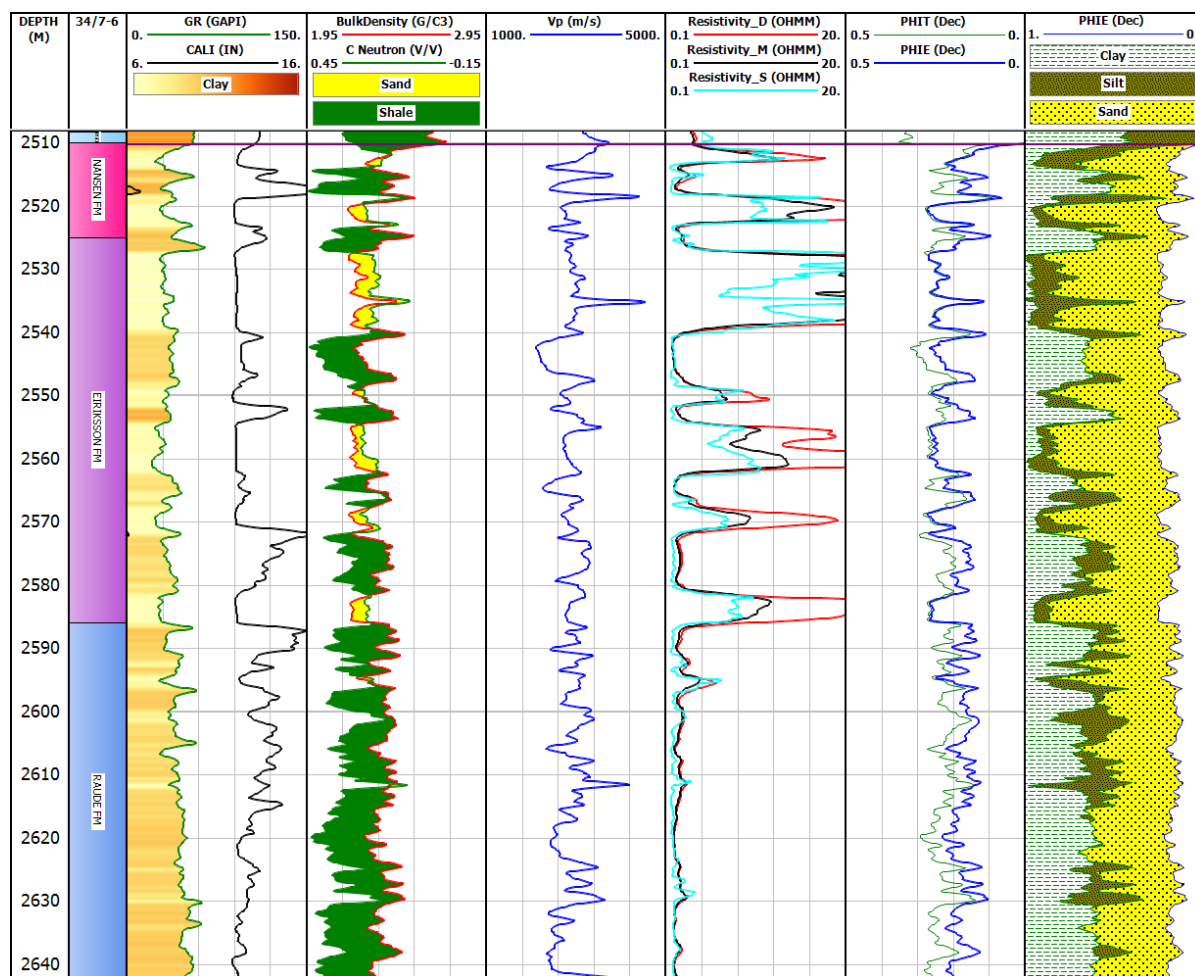 DEPTH (M)
34/7-6
GR (GAPI)
0. 150.
CALI (IN)
6. 16.
Clay
BulkDensity (G/C3)
1.95 2.95
C Neutron (V/V)
0.45 -0.15
Sand
Shale
Vp (m/s)
1000. 5000.
Resistivity_D (OHMM)
0.1 20.
Resistivity_M (OHMM)
0.1 20.
Resistivity_S (OHMM)
0.1 20.
PHIT (Dec)
0.5 0.
PHIE (Dec)
0.5 0.
PHIE (Dec)
1. 0.
Clay
Silt
Sand
2510
2520
2530
2540
2550
2560
2570
2580
2590
2600
2610
2620
2630
2640
NANSEN FM
EIRIKSSON FM
RAUDE FM